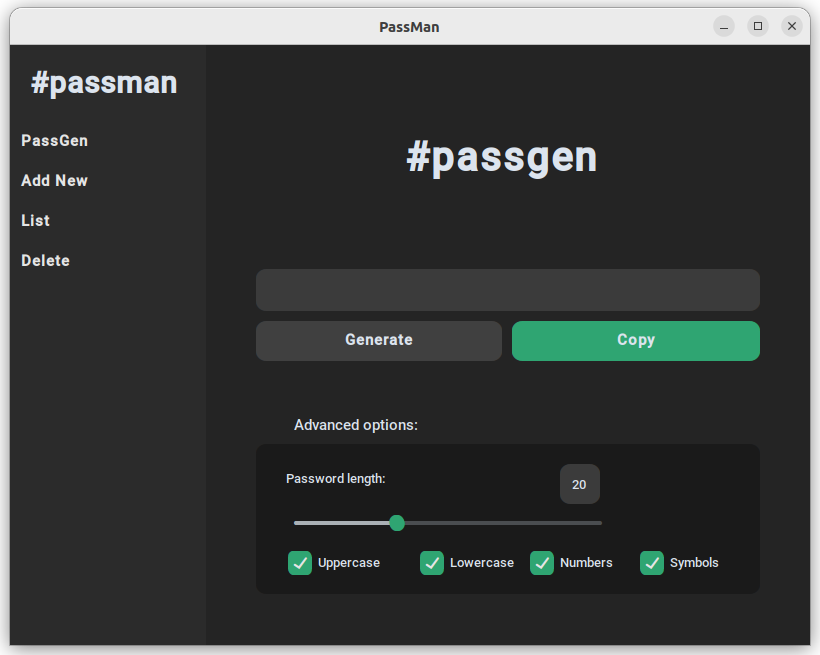 PassMan
#passman
PassGen
Add New
List
Delete
#passgen
Generate Copy
Advanced options:
Password length: 20
Uppercase Lowercase Numbers Symbols